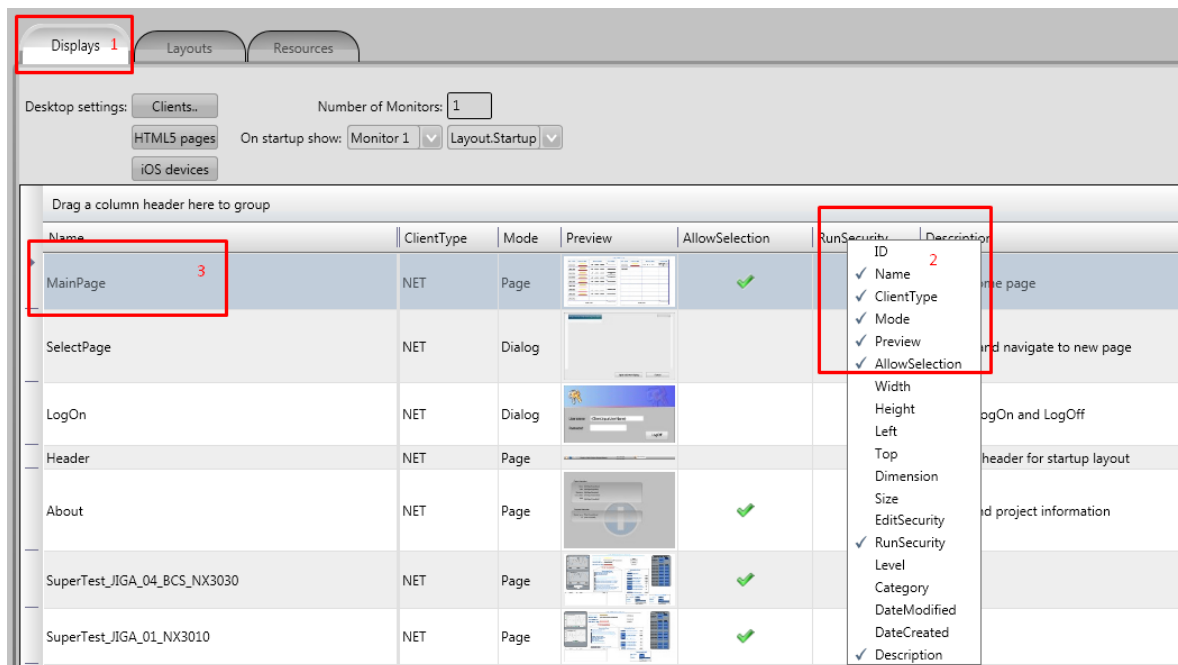 Displays 1 Layouts Resources
Desktop settings: Clients.. Number of Monitors: 1
HTML5 pages On startup show: Monitor 1 Layout.Startup
iOS devices
Drag a column header here to group
Name ClientType Mode Preview AllowSelection RunSecurity Description
MainPage 3 NET Page me page
SelectPage NET Dialog and navigate to new page
LogOn NET Dialog ogOn and LogOff
Header NET Page header for startup layout
About NET Page nd project information
SuperTest_JIGA_04_BCS_NX3030 NET Page
SuperTest_JIGA_01_NX3010 NET Page
ID 2
Name
ClientType
Mode
Preview
AllowSelection
Width
Height
Left
Top
Dimension
Size
EditSecurity
RunSecurity
Level
Category
DateModified
DateCreated
Description